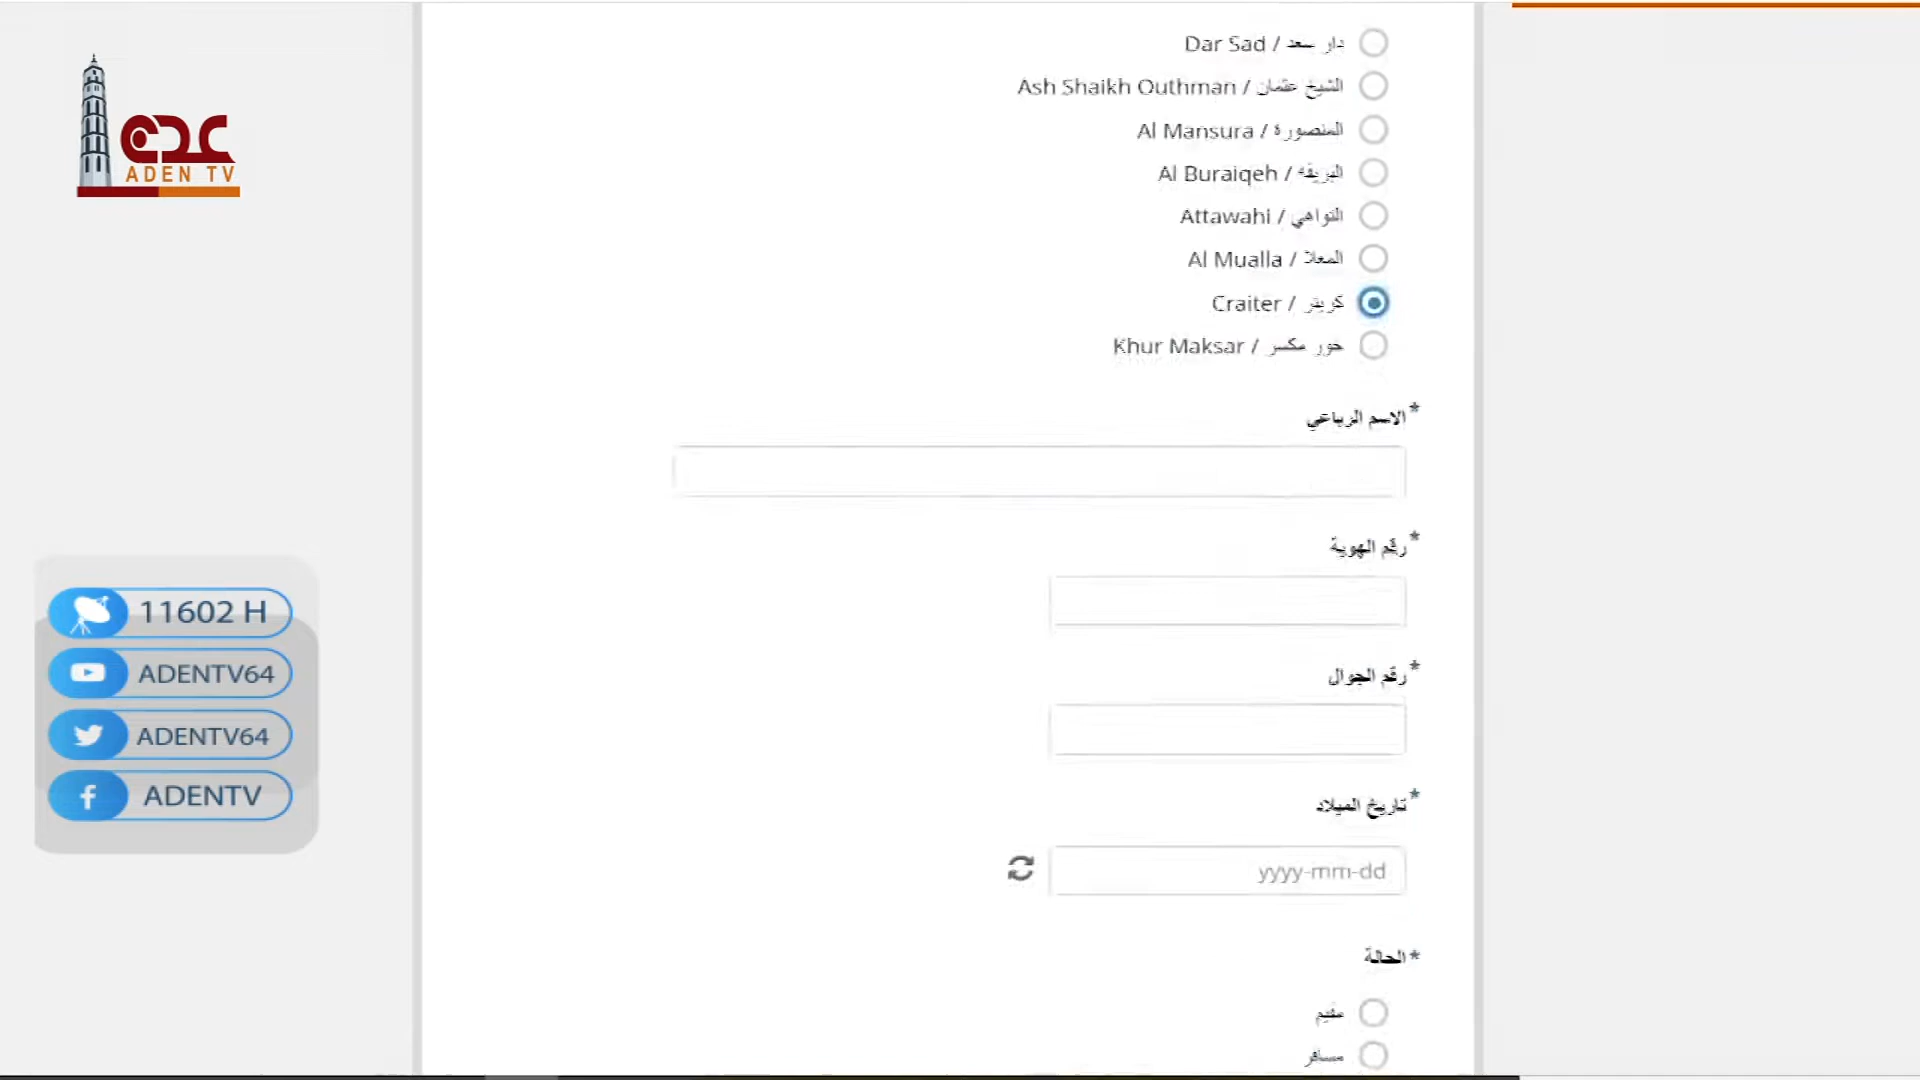 عدن
ADEN TV
Dar Sad / دار سعد
Ash Shaikh Outhman / الشيخ عثمان
Al Mansura / المنصورة
Al Buraiqeh / البريقه
Attawahi / التواهي
Al Mualla / المعلا
Craiter / كريتر
Khur Maksar / خور مكسر
* الاسم الرباعي
* رقم الهوية
* رقم الجوال
* تاريخ الميلاد
yyyy-mm-dd
* الحالة
مقيم
مسافر
11602 H
ADENTV64
ADENTV64
ADENTV